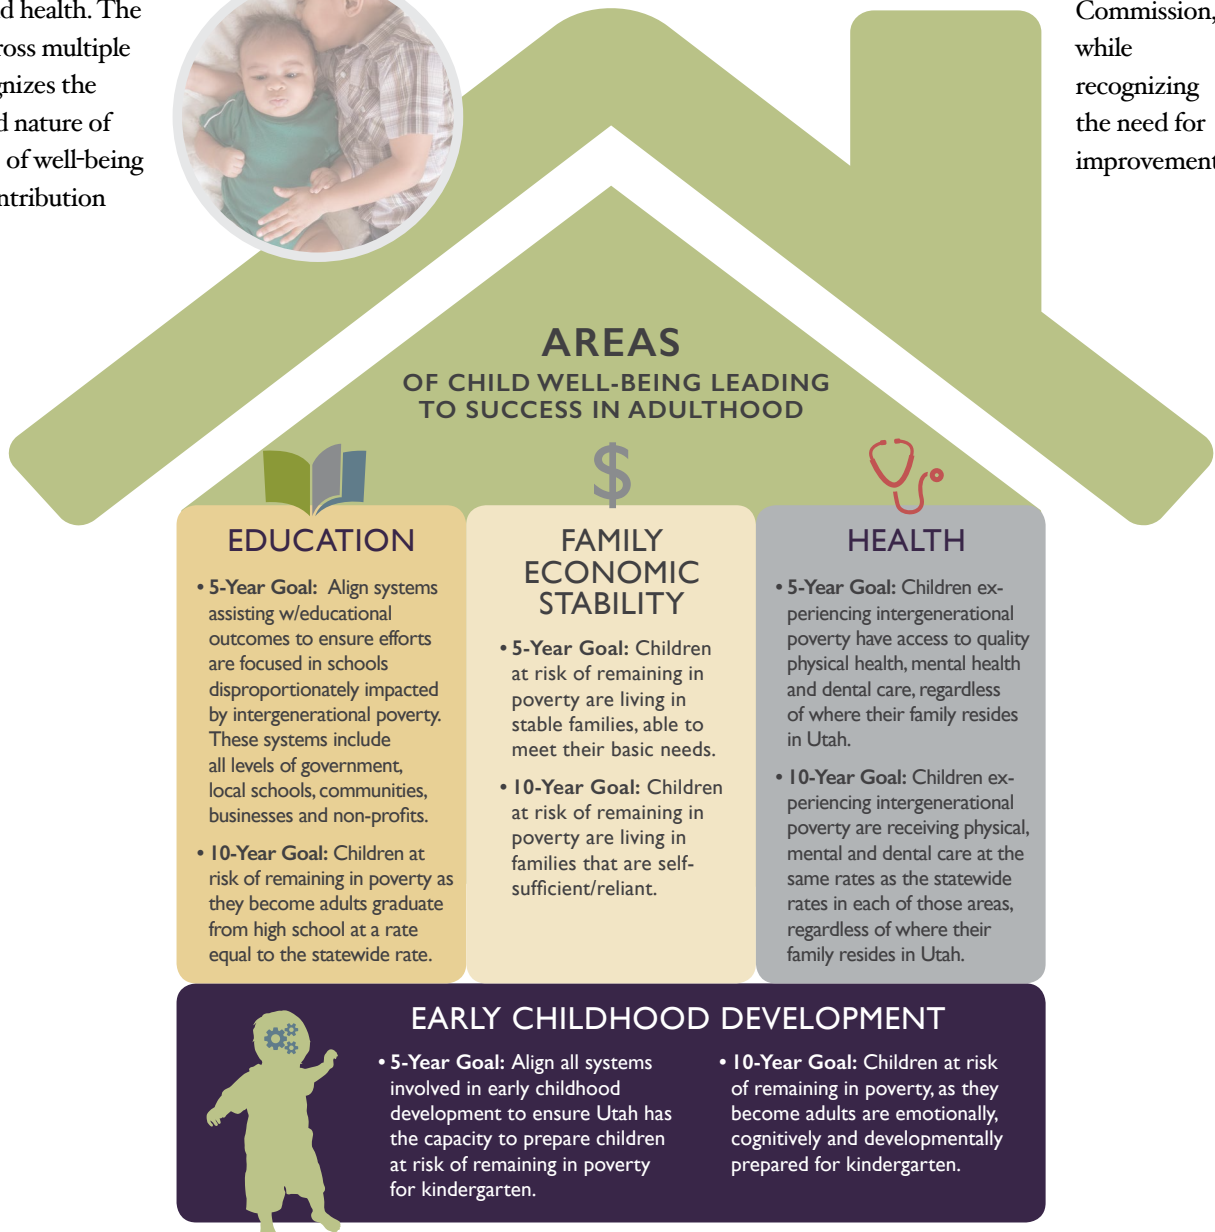 d health. The
ross multiple
gnizes the
d nature of
of well-being
ntribution
Commission,
while
recognizing
the need for
improvement
AREAS
OF CHILD WELL-BEING LEADING
TO SUCCESS IN ADULTHOOD
$
EDUCATION
• 5-Year Goal: Align systems
assisting w/educational
outcomes to ensure efforts
are focused in schools
disproportionately impacted
by intergenerational poverty.
These systems include
all levels of government,
local schools, communities,
businesses and non-profits.
• 10-Year Goal: Children at
risk of remaining in poverty as
they become adults graduate
from high school at a rate
equal to the statewide rate.
FAMILY
ECONOMIC
STABILITY
• 5-Year Goal: Children
at risk of remaining in
poverty are living in
stable families, able to
meet their basic needs.
• 10-Year Goal: Children
at risk of remaining in
poverty are living in
families that are self-
sufficient/reliant.
HEALTH
• 5-Year Goal: Children ex-
periencing intergenerational
poverty have access to quality
physical health, mental health
and dental care, regardless
of where their family resides
in Utah.
• 10-Year Goal: Children ex-
periencing intergenerational
poverty are receiving physical,
mental and dental care at the
same rates as the statewide
rates in each of those areas,
regardless of where their
family resides in Utah.
EARLY CHILDHOOD DEVELOPMENT
• 5-Year Goal: Align all systems
involved in early childhood
development to ensure Utah has
the capacity to prepare children
at risk of remaining in poverty
for kindergarten.
• 10-Year Goal: Children at risk
of remaining in poverty, as they
become adults are emotionally,
cognitively and developmentally
prepared for kindergarten.